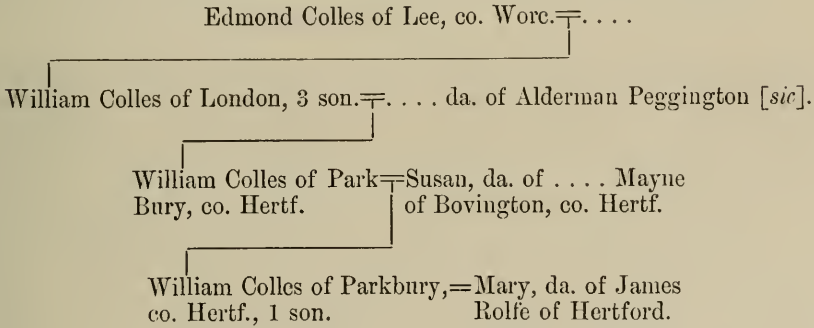 Edmond Colles of Lee, co. Worc.=. . . .
William Colles of London, 3 son.=. . . . da. of Alderman Peggington [sic].
William Colles of Park=Susan, da. of . . . . Mayne
Bury, co. Hertf. of Bovington, co. Hertf.
William Colles of Parkbury,=Mary, da. of James
co. Hertf., 1 son. Rolfe of Hertford.